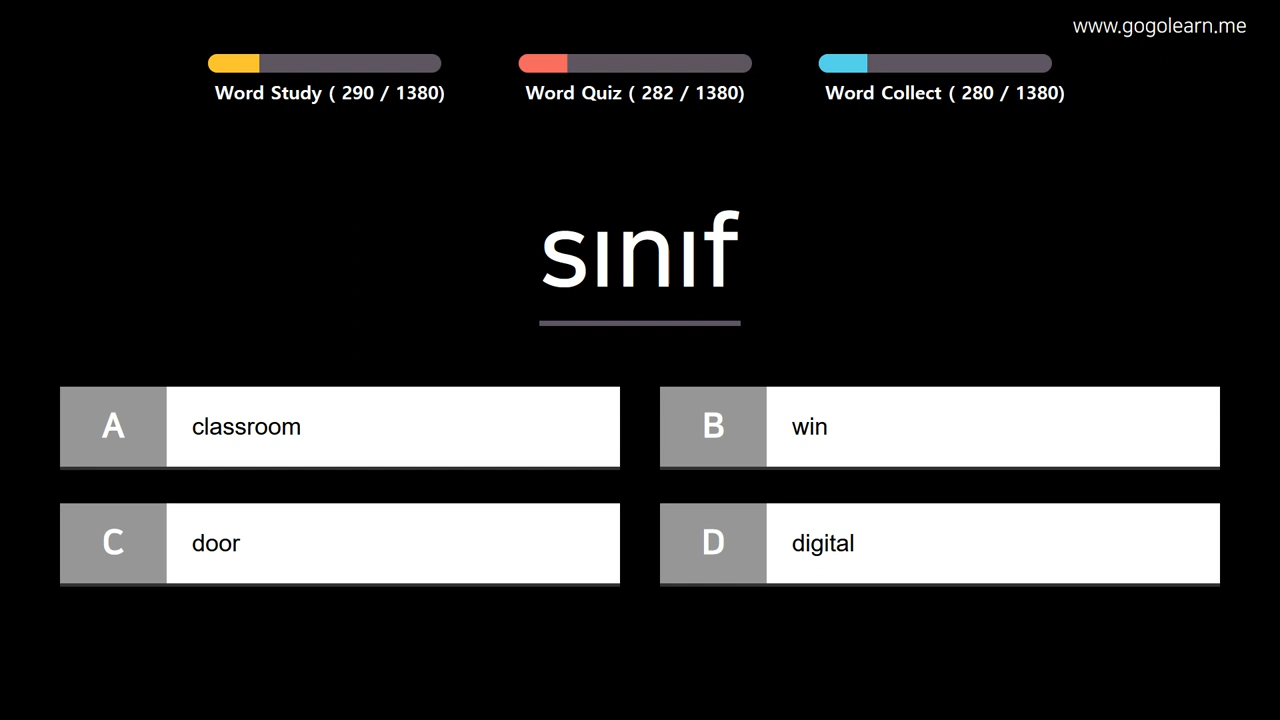 www.gogolearn.me
Word Study ( 290 / 1380)
Word Quiz ( 282 / 1380)
Word Collect ( 280 / 1380)
sınıf
A classroom
B win
C door
D digital